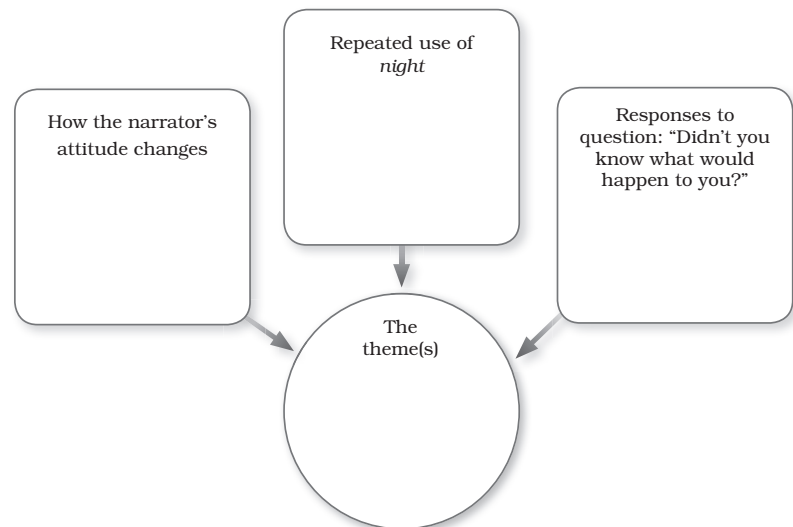 How the narrator’s
attitude changes
Repeated use of
night
Responses to
question: “Didn’t you
know what would
happen to you?”
The
theme(s)